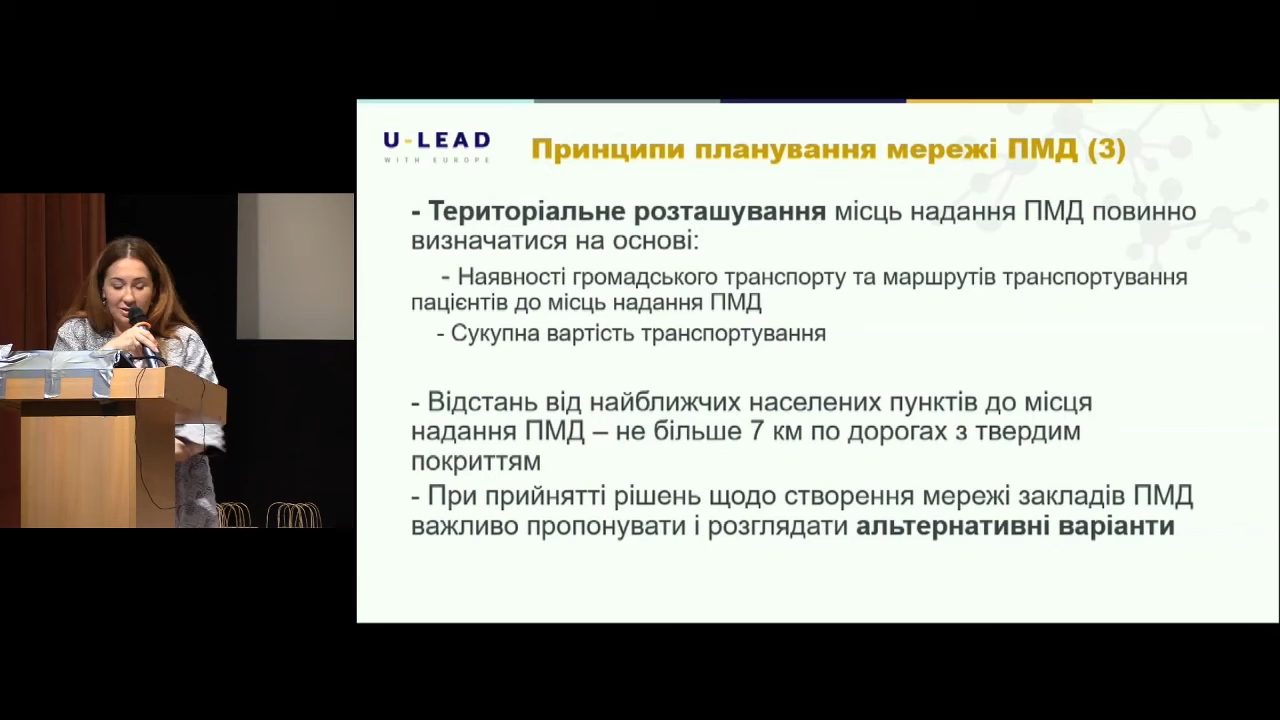 U-LEAD
WITH EUROPE
Принципи планування мережі ПМД (3)
- Територіальне розташування місць надання ПМД повинно
визначатися на основі:
- Наявності громадського транспорту та маршрутів транспортування
пацієнтів до місць надання ПМД
- Сукупна вартість транспортування
- Відстань від найближчих населених пунктів до місця
надання ПМД – не більше 7 км по дорогах з твердим
покриттям
- При прийнятті рішень щодо створення мережі закладів ПМД
важливо пропонувати і розглядати альтернативні варіанти